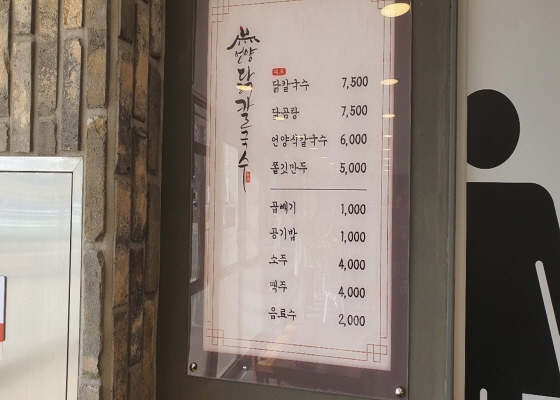 언양
닭칼국수
대표
닭칼국수 7,500
닭곰탕 7,500
언양식칼국수 6,000
쫄깃만두 5,000
곱빼기 1,000
공기밥 1,000
소주 4,000
맥주 4,000
음료수 2,000